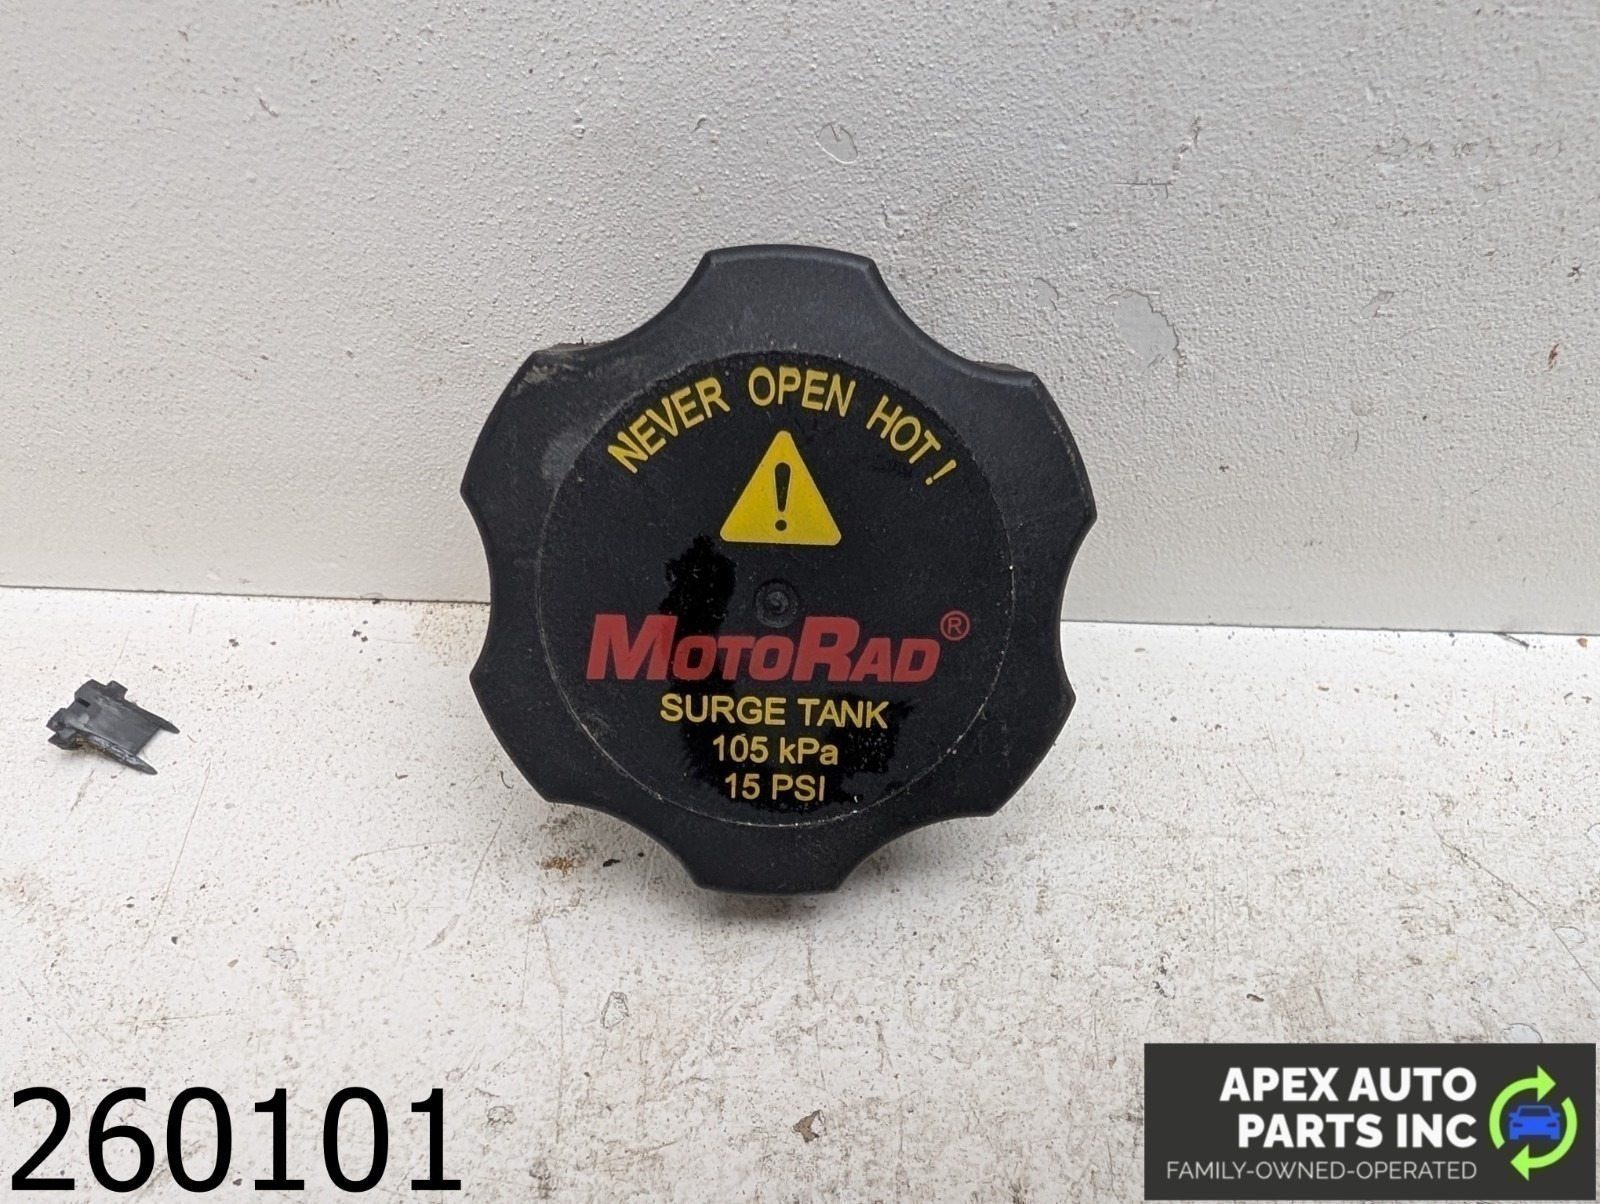 NEVER OPEN HOT!
!
MOTORAD®
SURGE TANK
105 kPa
15 PSI
260101
APEX AUTO
PARTS INC
FAMILY-OWNED-OPERATED